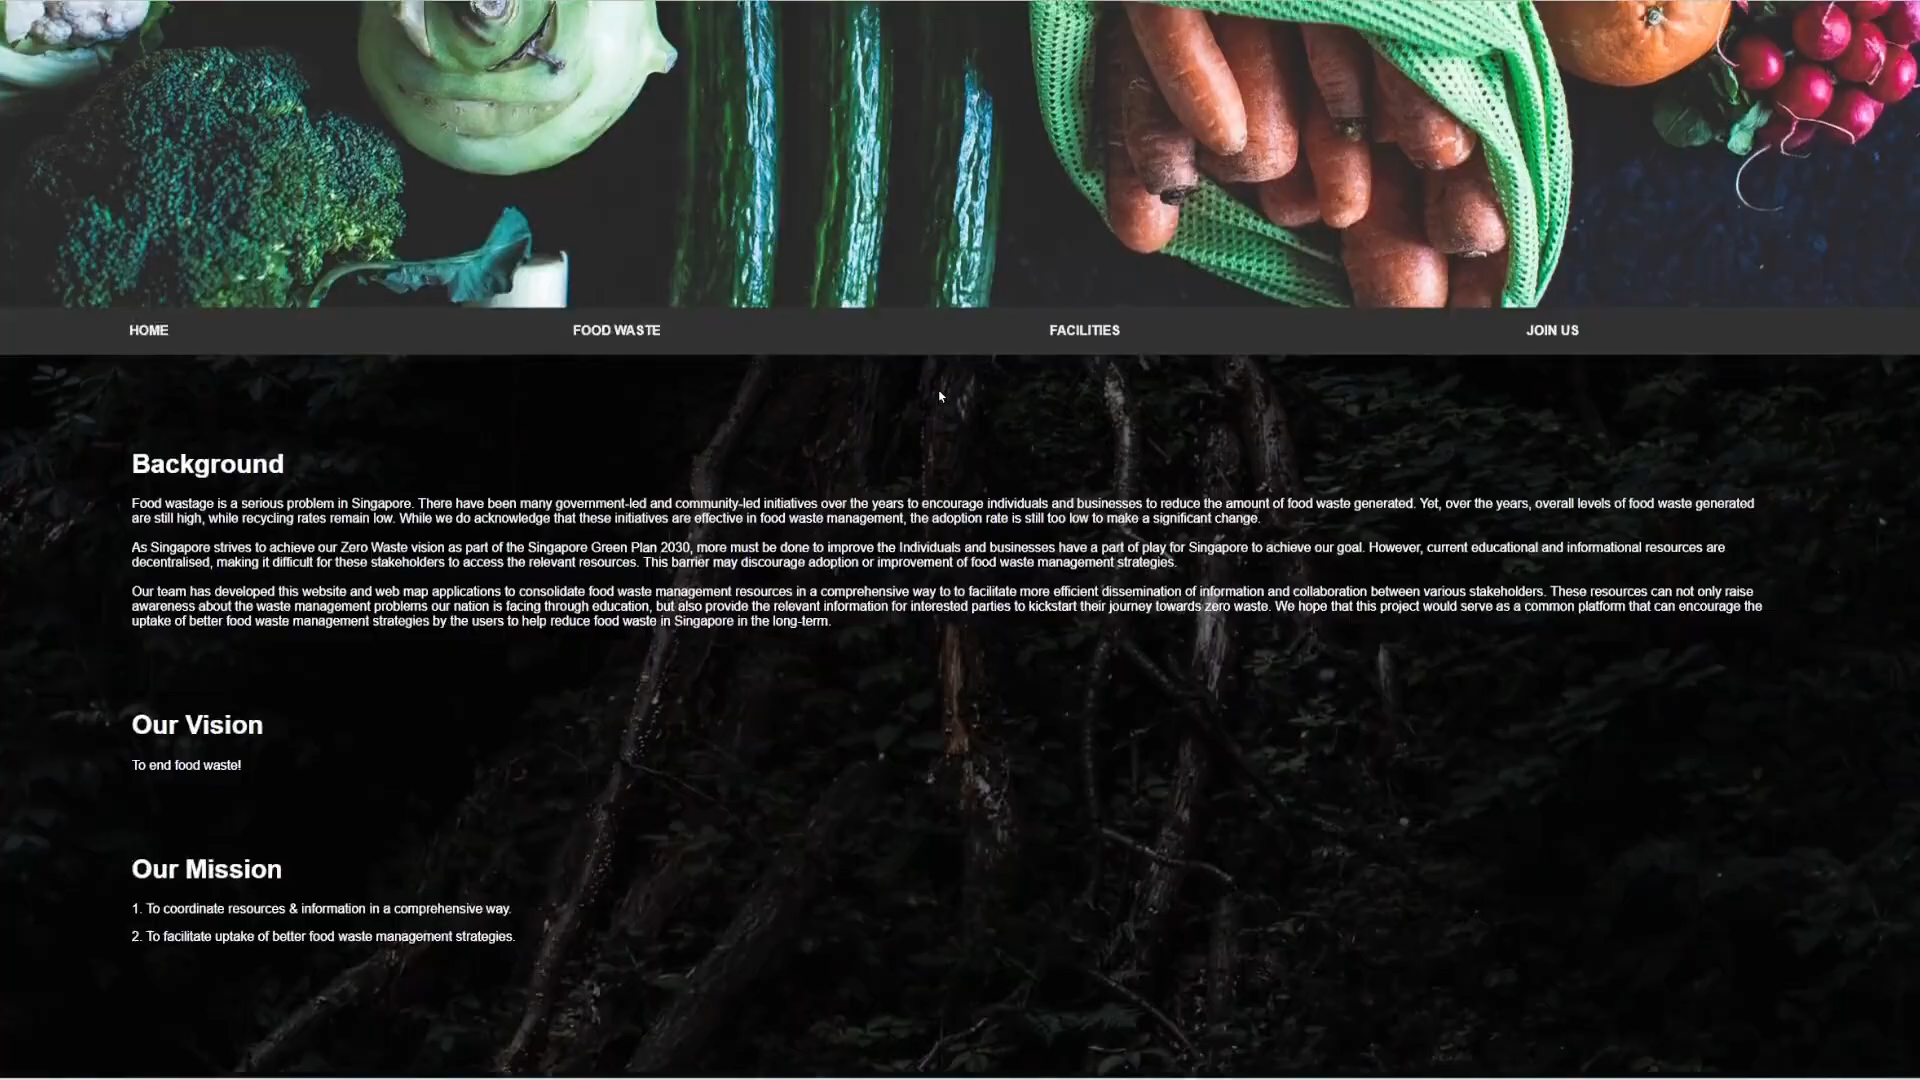 HOME FOOD WASTE FACILITIES JOIN US
Background
Food wastage is a serious problem in Singapore. There have been many government-led and community-led initiatives over the years to encourage individuals and businesses to reduce the amount of food waste generated. Yet, over the years, overall levels of food waste generated
are still high, while recycling rates remain low. While we do acknowledge that these initiatives are effective in food waste management, the adoption rate is still too low to make a significant change.
As Singapore strives to achieve our Zero Waste vision as part of the Singapore Green Plan 2030, more must be done to improve the Individuals and businesses have a part of play for Singapore to achieve our goal. However, current educational and informational resources are
decentralised, making it difficult for these stakeholders to access the relevant resources. This barrier may discourage adoption or improvement of food waste management strategies.
Our team has developed this website and web map applications to consolidate food waste management resources in a comprehensive way to to facilitate more efficient dissemination of information and collaboration between various stakeholders. These resources can not only raise
awareness about the waste management problems our nation is facing through education, but also provide the relevant information for interested parties to kickstart their journey towards zero waste. We hope that this project would serve as a common platform that can encourage the
uptake of better food waste management strategies by the users to help reduce food waste in Singapore in the long-term.
Our Vision
To end food waste!
Our Mission
1. To coordinate resources & information in a comprehensive way.
2. To facilitate uptake of better food waste management strategies.